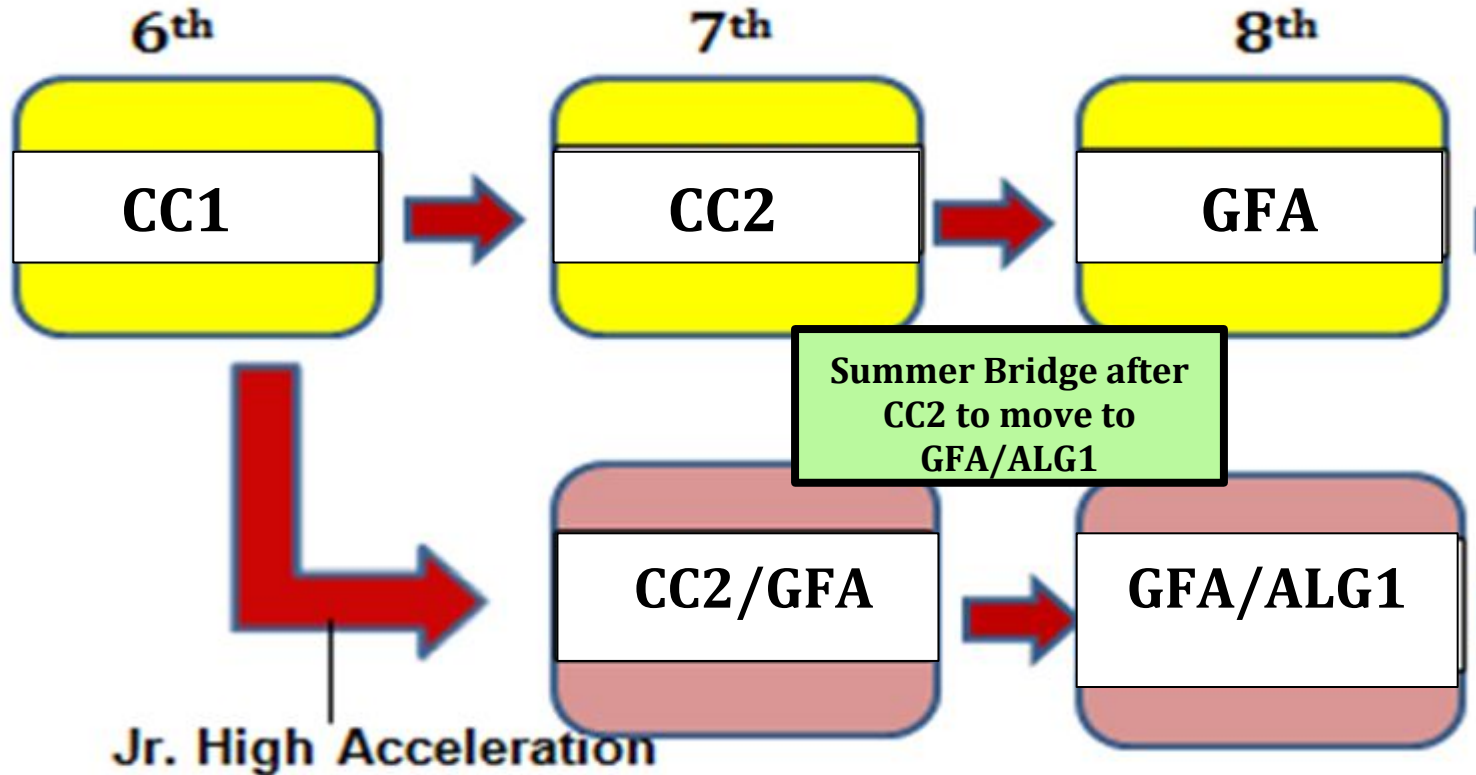 6th
7th
8th
CC1
CC2
GFA
Summer Bridge after
CC2 to move to
GFA/ALG1
CC2/GFA
GFA/ALG1
Jr. High Acceleration